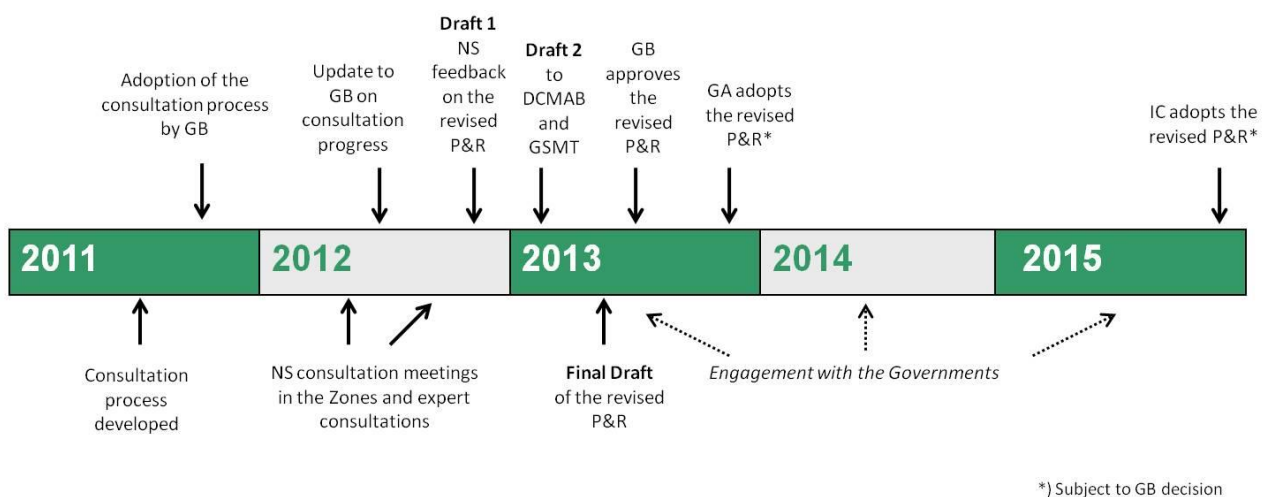 Adoption of the
consultation process
by GB
Update to
GB on
consultation
progress
Draft 1
NS
feedback
on the
revised
P&R
Draft 2
to
DCMAB
and
GSMT
GB
approves
the
revised
P&R
GA adopts
the revised
P&R*
IC adopts the
revised P&R*
2011
2012
2013
2014
2015
Consultation
process
developed
NS consultation meetings
in the Zones and expert
consultations
Final Draft
of the revised
P&R
Engagement with the Governments
*) Subject to GB decision